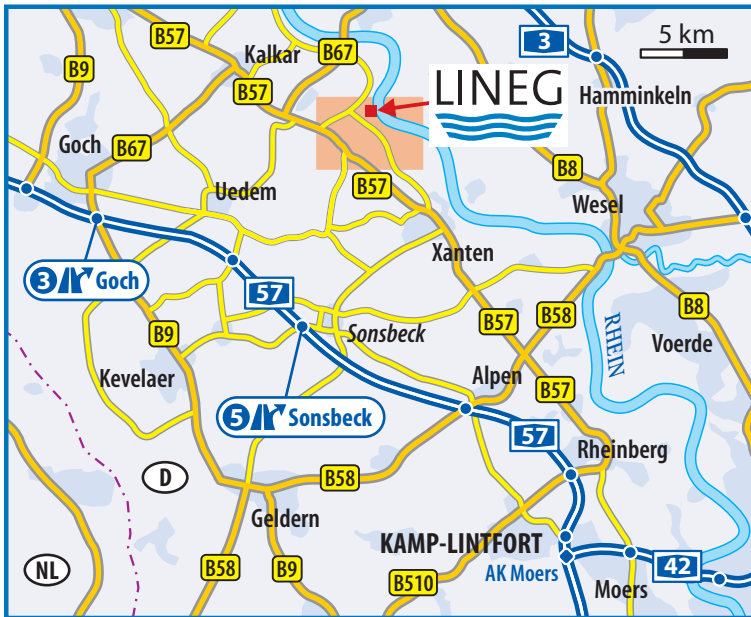 B57
3
5 km
Kalkar
B67
B9
LINEG
Hamminkeln
B57
Goch
B67
B8
B57
Uedem
Wesel
Xanten
3 Goch
57
B8
B9
B57
B58
RHEIN
Sonsbeck
Voerde
Kevelaer
Alpen
B57
5 Sonsbeck
57
Rheinberg
D
B58
Geldern
KAMP-LINTFORT
NL
B58
B9
AK Moers
42
B510
Moers